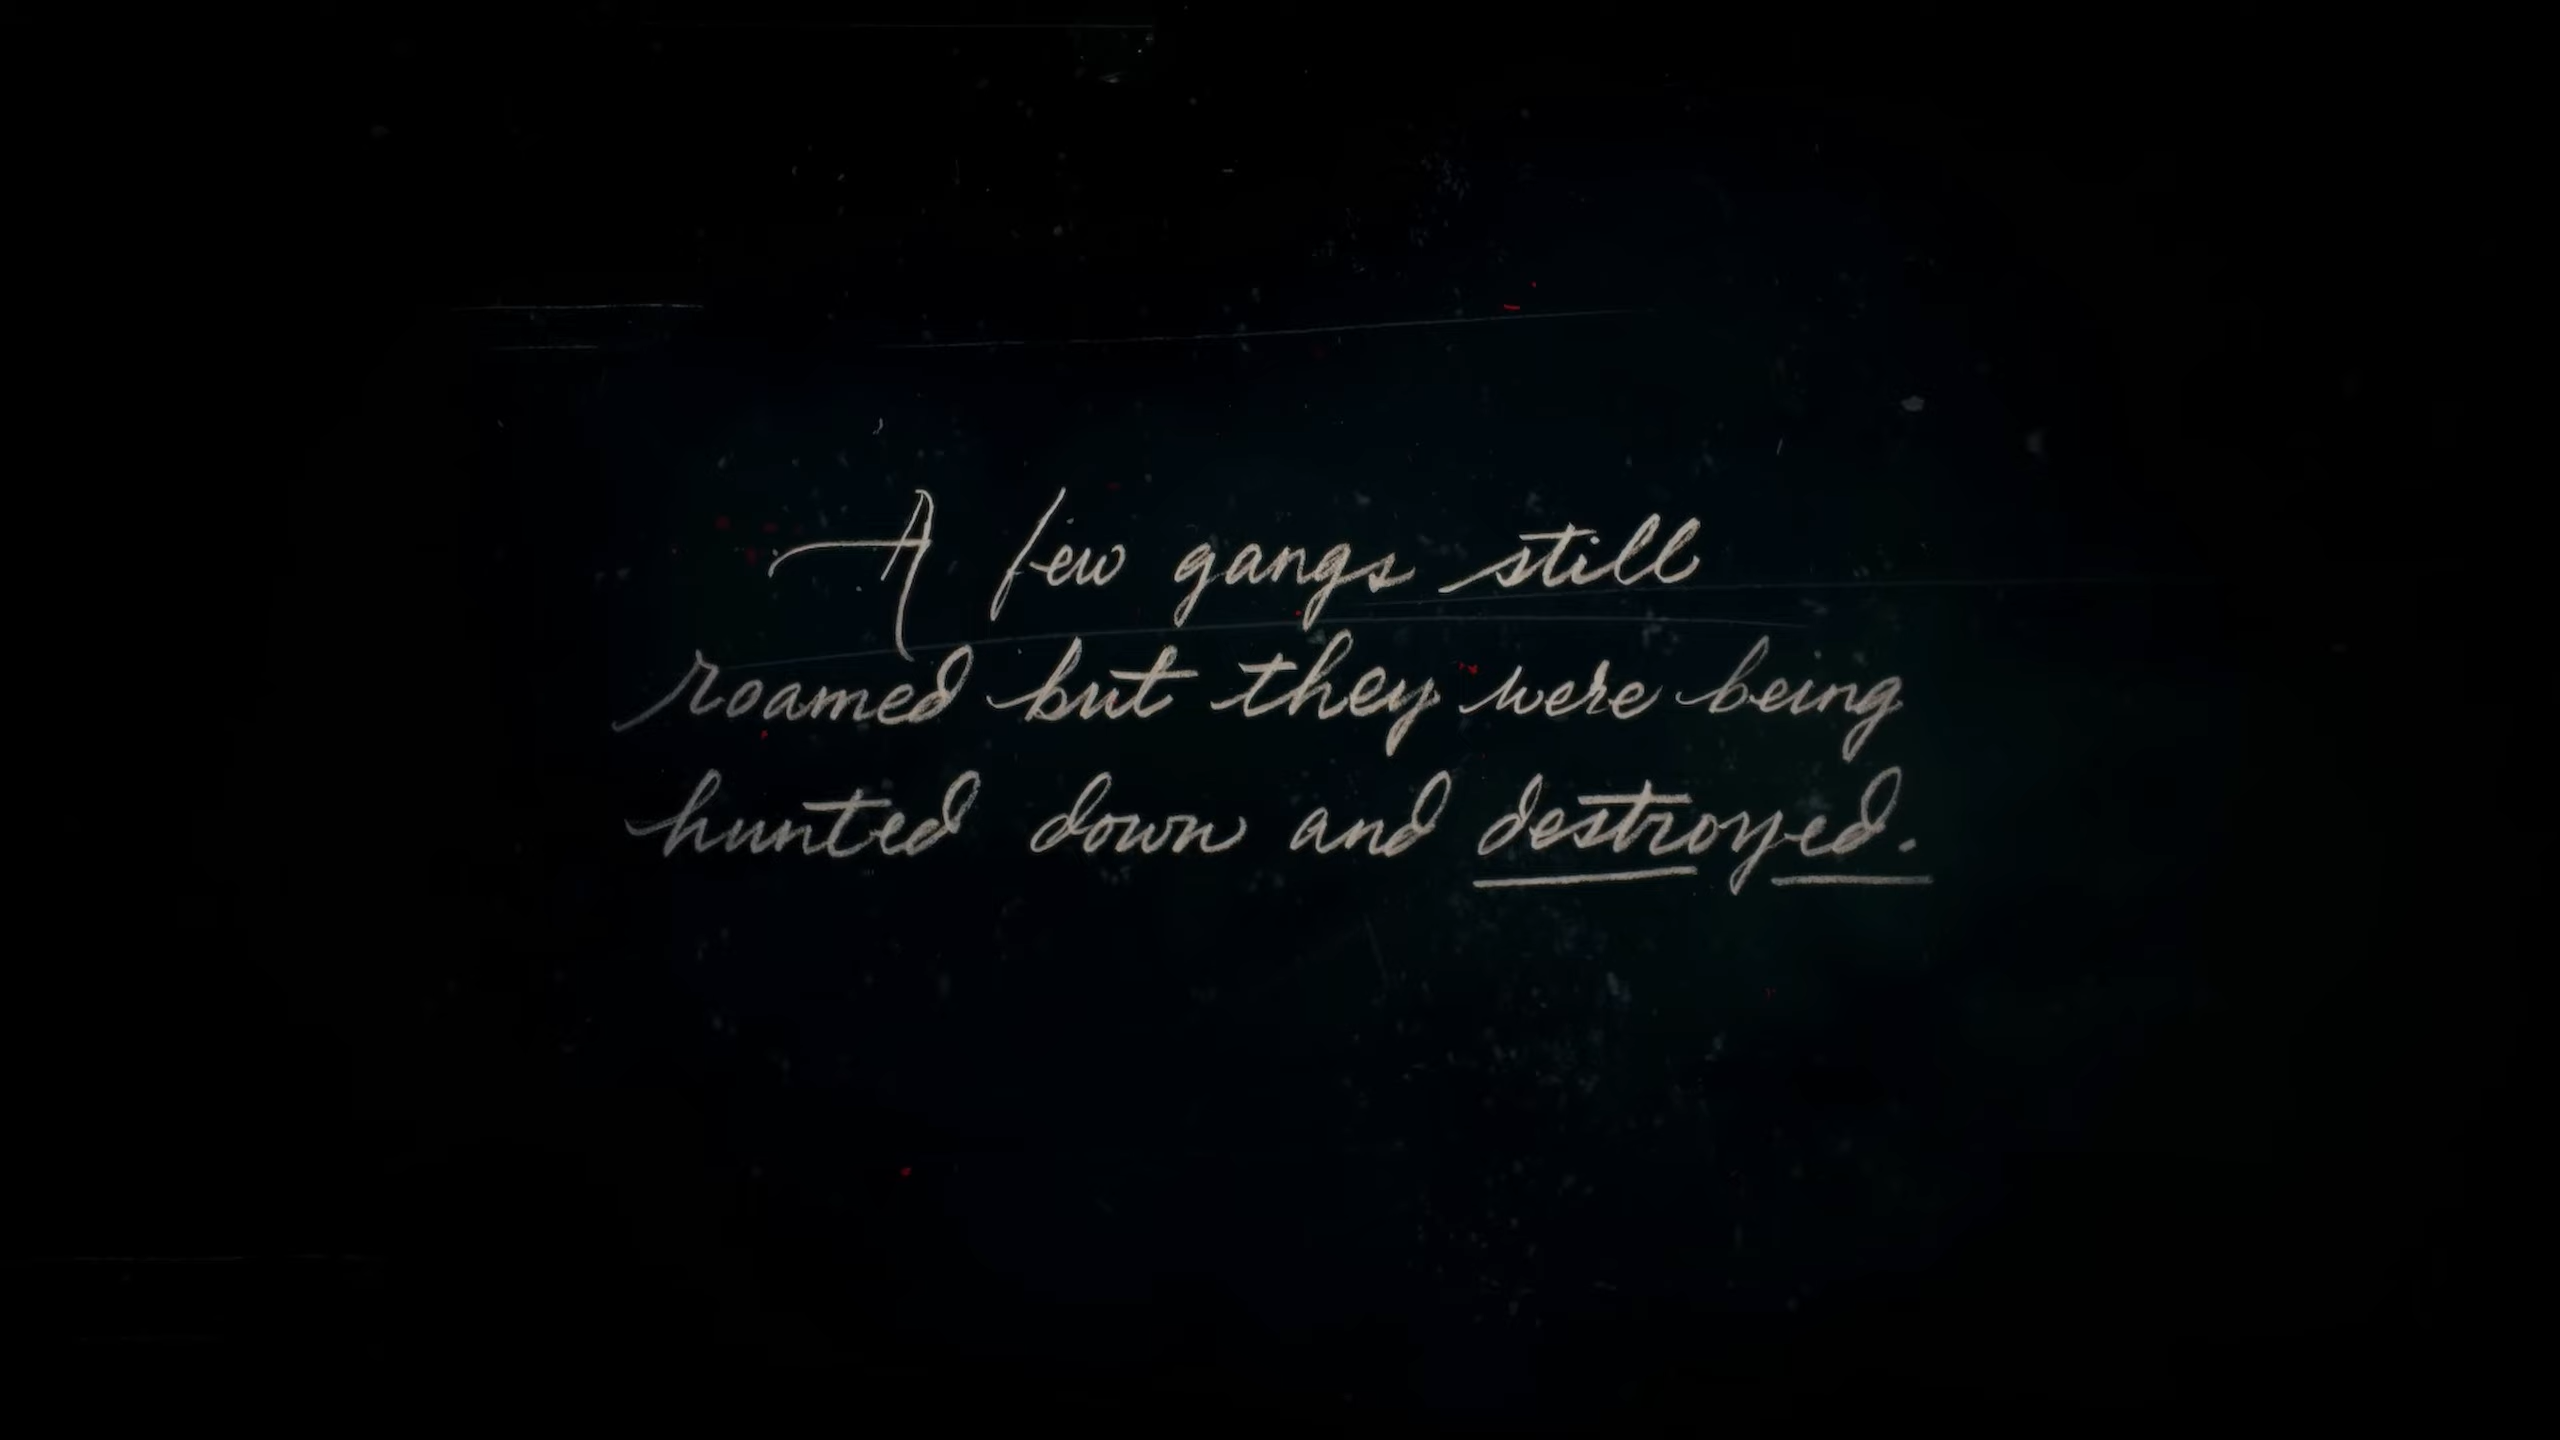 A few gangs still
roamed but they were being
hunted down and destroyed.